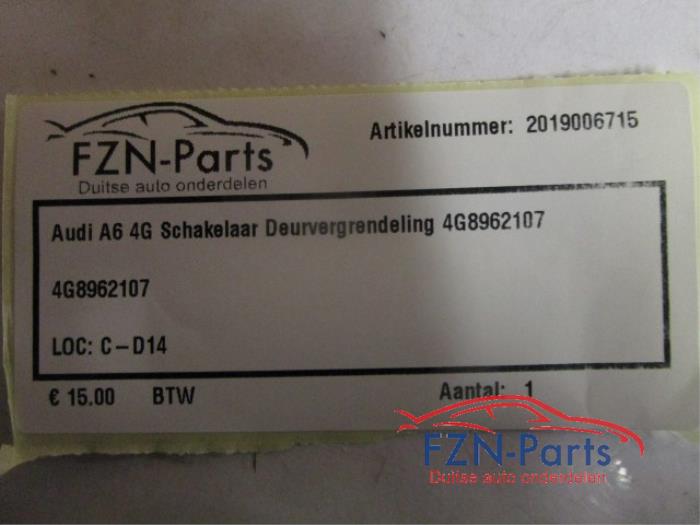 FZN-Parts
Duitse auto onderdelen
Artikelnummer: 2019006715
Audi A6 4G Schakelaar Deurvergrendeling 4G8962107
4G8962107
LOC: C-D14
€ 15.00 BTW Aantal: 1
FZN-Parts
Duitse auto onderdelen